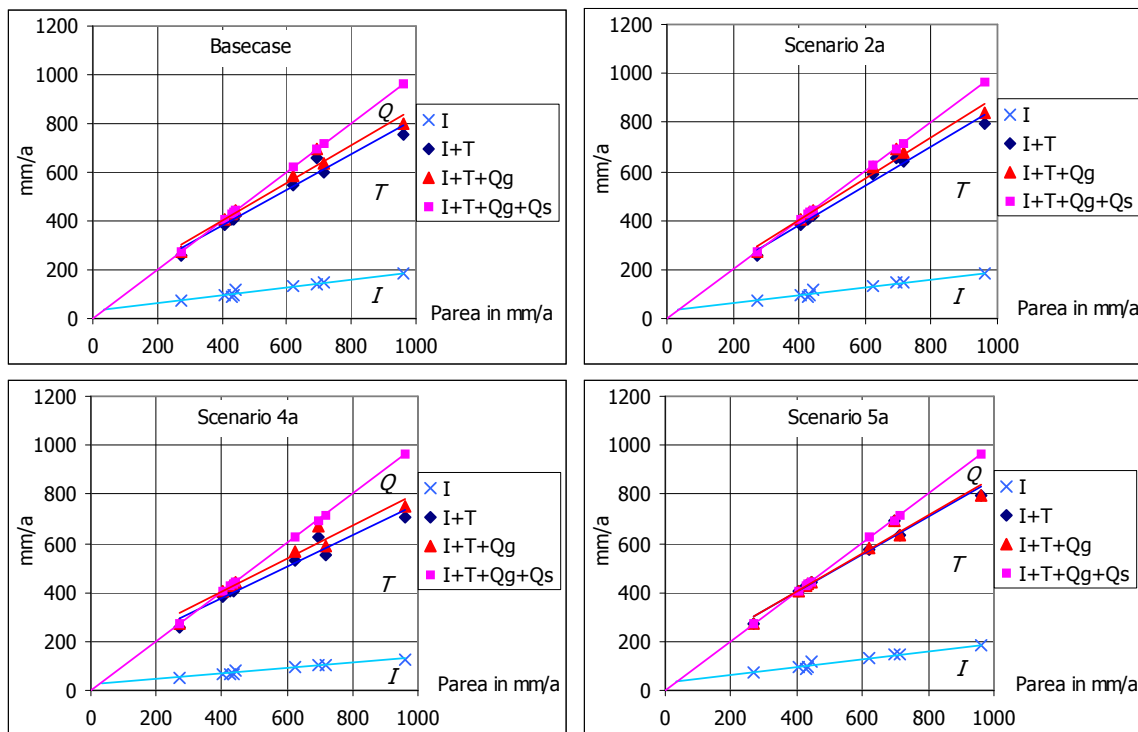 Basecase
1200
1000
800
600
400
200
0
mm/a
0 200 400 600 800 1000
Parea in mm/a
Q
T
I
I
I+T
I+T+Qg
I+T+Qg+Qs
Scenario 2a
1200
1000
800
600
400
200
0
mm/a
0 200 400 600 800 1000
Parea in mm/a
Q
T
I
I
I+T
I+T+Qg
I+T+Qg+Qs
Scenario 4a
1200
1000
800
600
400
200
0
mm/a
0 200 400 600 800 1000
Parea in mm/a
Q
T
I
I
I+T
I+T+Qg
I+T+Qg+Qs
Scenario 5a
1200
1000
800
600
400
200
0
mm/a
0 200 400 600 800 1000
Parea in mm/a
Q
T
I
I
I+T
I+T+Qg
I+T+Qg+Qs